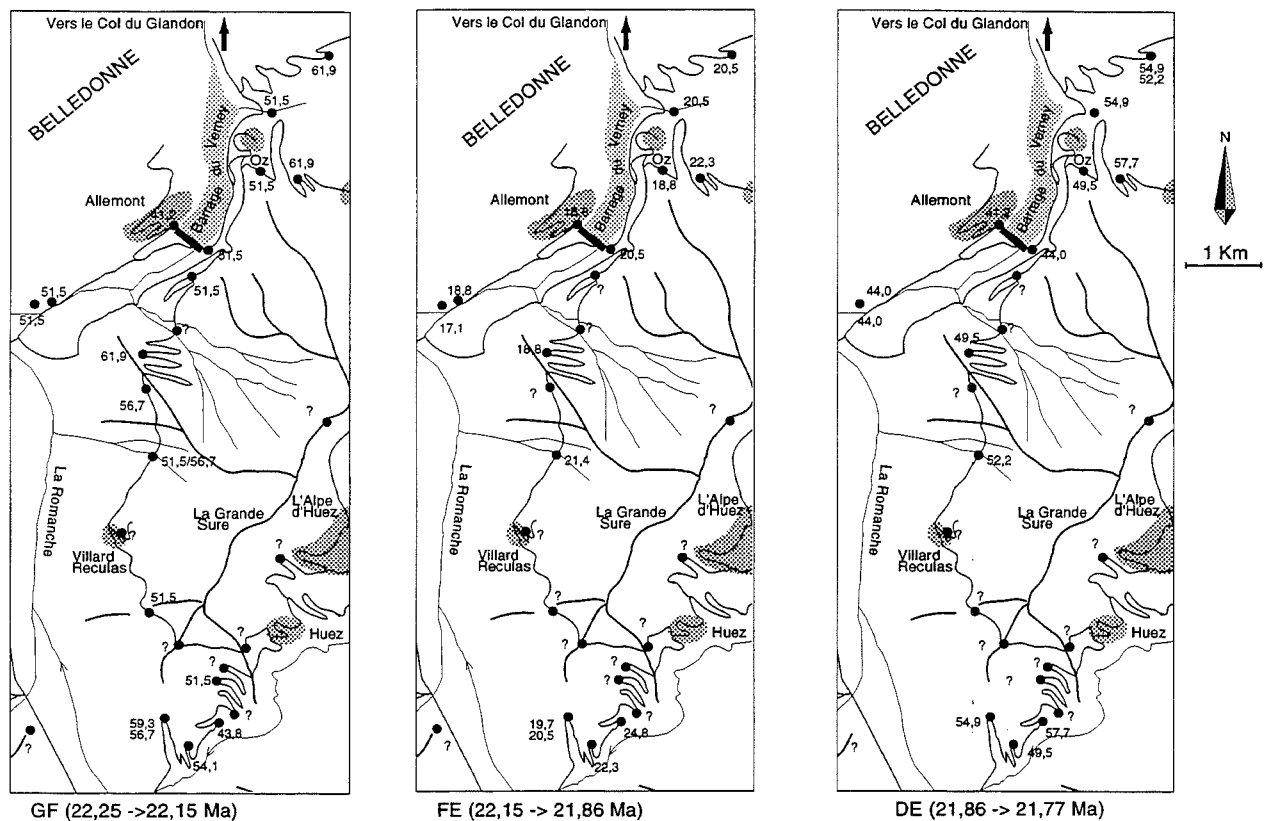 Vers le Col du Glandon
BELLEDONNE
61,9
51,5
Barrage du Verney
Oz
61,9
51,5
Allemont
51,5
51,5
51,5
51,5
?
61,9
56,7
?
51,5/56,7
La Romanche
La Grande Sure
L'Alpe d'Huez
?
?
Villard Reculas
51,5
Huez
?
?
?
51,5
?
59,3
56,7
43,8
54,1
?
GF (22,25 ->22,15 Ma)
Vers le Col du Glandon
BELLEDONNE
20,5
20,5
Barrage du Verney
Oz
22,3
18,8
Allemont
20,5
18,8
17,1
?
?
18,8
?
?
21,4
La Romanche
La Grande Sure
L'Alpe d'Huez
?
?
Villard Reculas
?
Huez
?
?
?
?
?
19,7
20,5
24,8
22,3
?
FE (22,15 -> 21,86 Ma)
Vers le Col du Glandon
BELLEDONNE
54,9
52,2
54,9
Barrage du Verney
Oz
57,7
49,5
Allemont
44,0
44,0
44,0
?
?
49,5
?
?
52,2
La Romanche
La Grande Sure
L'Alpe d'Huez
?
?
Villard Reculas
?
Huez
?
?
?
?
?
54,9
57,7
49,5
?
DE (21,86 -> 21,77 Ma)
N
1 Km